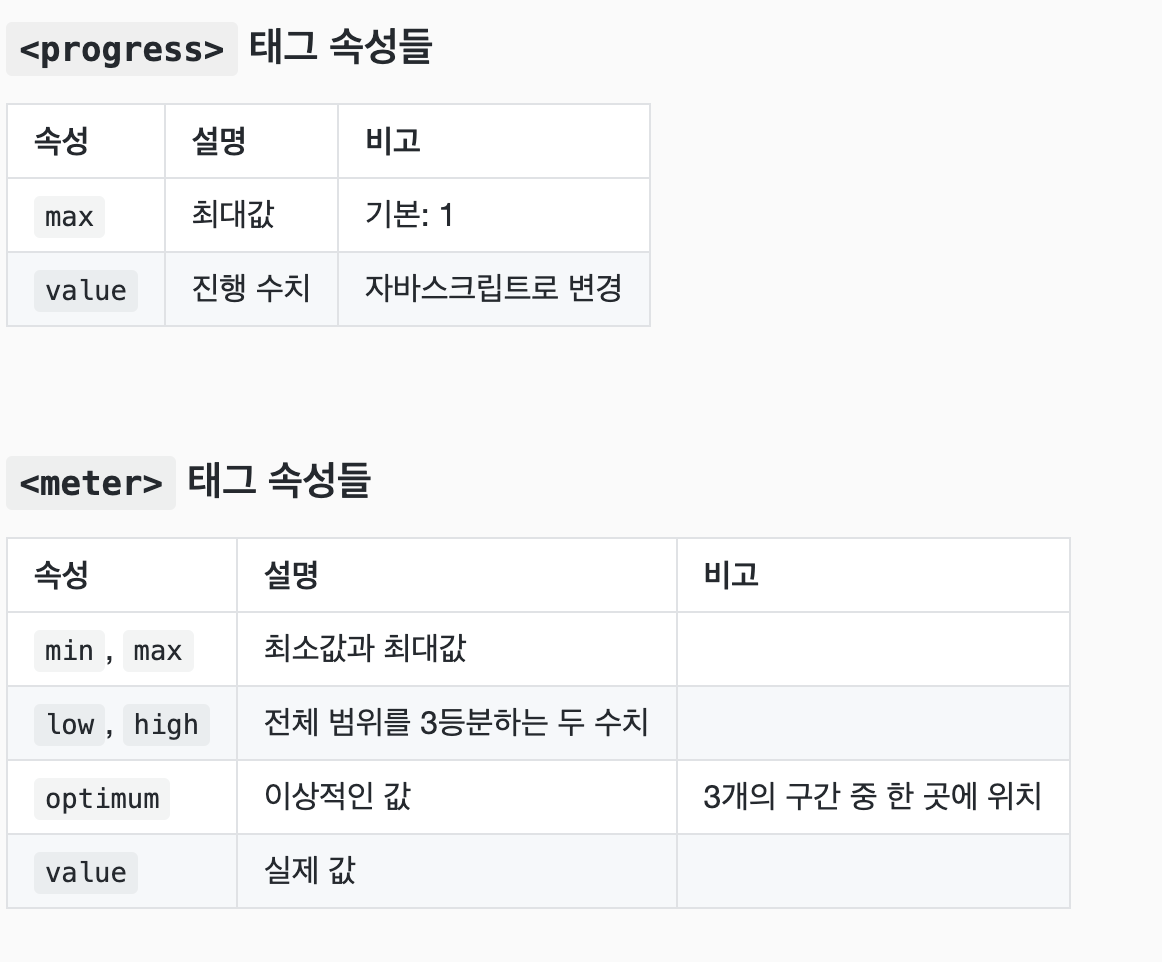 <progress> 태그 속성들
속성 설명 비고
max 최대값 기본: 1
value 진행 수치 자바스크립트로 변경
<meter> 태그 속성들
속성 설명 비고
min, max 최소값과 최대값
low, high 전체 범위를 3등분하는 두 수치
optimum 이상적인 값 3개의 구간 중 한 곳에 위치
value 실제 값